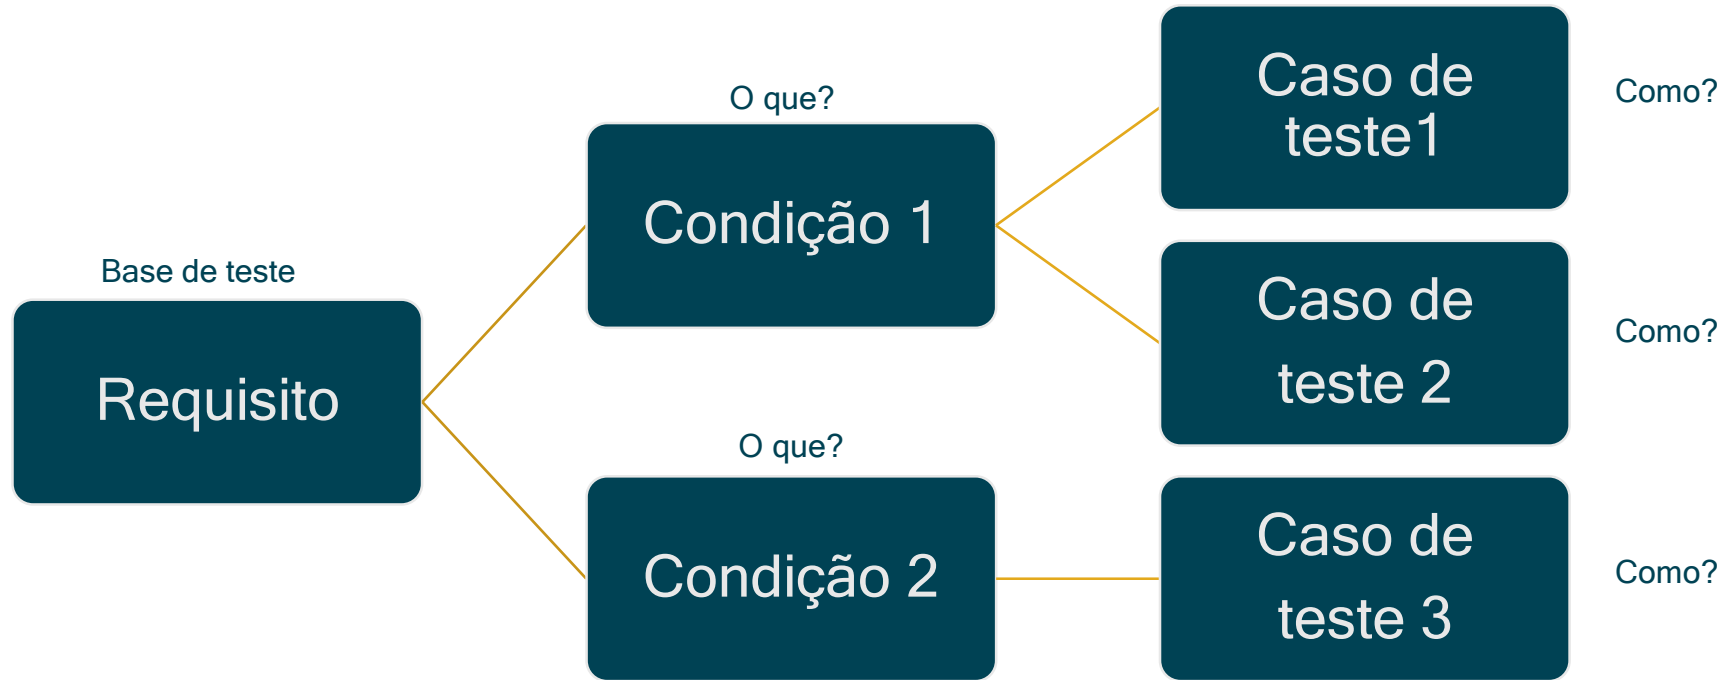 Base de teste
Requisito
O que?
Condição 1
O que?
Condição 2
Caso de
teste1
Como?
Caso de
teste 2
Como?
Caso de
teste 3
Como?